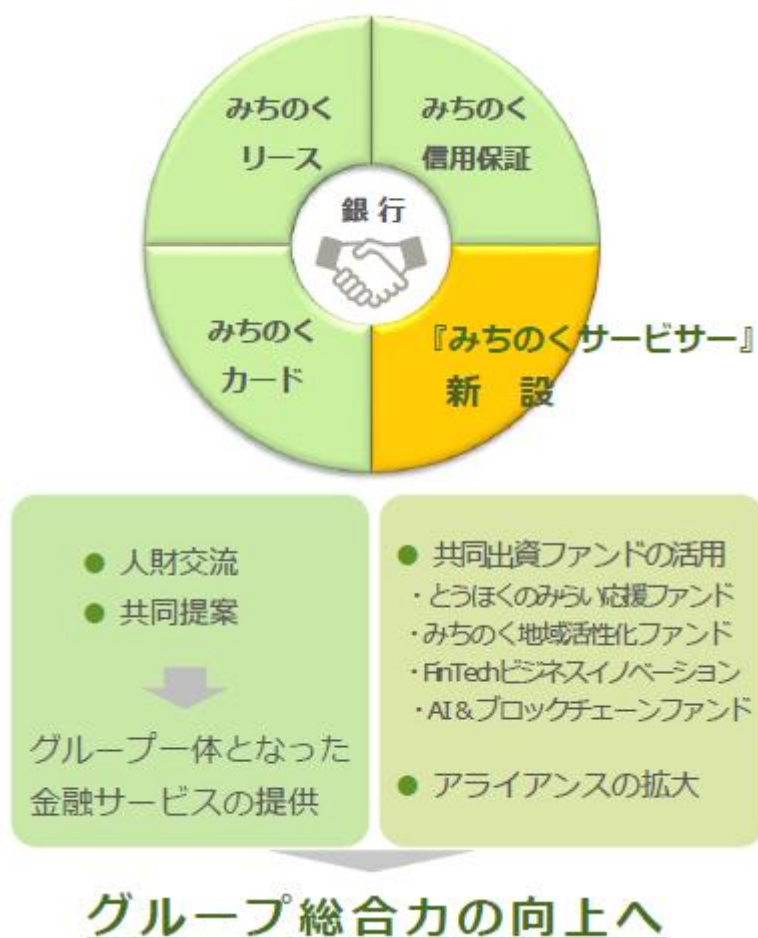 みちのく
リース
みちのく
信用保証
銀行
みちのく
カード
『みちのくサービサー』
新 設
● 人財交流
● 共同提案
グループ一体となった
金融サービスの提供
● 共同出資ファンドの活用
・とうほくのみらい応援ファンド
・みちのく地域活性化ファンド
・FinTechビジネスイノベーション
・AI&ブロックチェーンファンド
● アライアンスの拡大
グループ総合力の向上へ